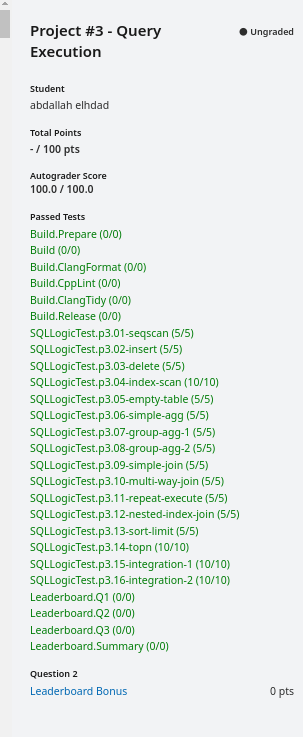 Project #3 - Query
Execution
Ungraded
Student
abdallah elhdad
Total Points
- / 100 pts
Autograder Score
100.0 / 100.0
Passed Tests
Build.Prepare (0/0)
Build (0/0)
Build.ClangFormat (0/0)
Build.CppLint (0/0)
Build.ClangTidy (0/0)
Build.Release (0/0)
SQLLogicTest.p3.01-seqscan (5/5)
SQLLogicTest.p3.02-insert (5/5)
SQLLogicTest.p3.03-delete (5/5)
SQLLogicTest.p3.04-index-scan (10/10)
SQLLogicTest.p3.05-empty-table (5/5)
SQLLogicTest.p3.06-simple-agg (5/5)
SQLLogicTest.p3.07-group-agg-1 (5/5)
SQLLogicTest.p3.08-group-agg-2 (5/5)
SQLLogicTest.p3.09-simple-join (5/5)
SQLLogicTest.p3.10-multi-way-join (5/5)
SQLLogicTest.p3.11-repeat-execute (5/5)
SQLLogicTest.p3.12-nested-index-join (5/5)
SQLLogicTest.p3.13-sort-limit (5/5)
SQLLogicTest.p3.14-topn (10/10)
SQLLogicTest.p3.15-integration-1 (10/10)
SQLLogicTest.p3.16-integration-2 (10/10)
Leaderboard.Q1 (0/0)
Leaderboard.Q2 (0/0)
Leaderboard.Q3 (0/0)
Leaderboard.Summary (0/0)
Question 2
Leaderboard Bonus 0 pts